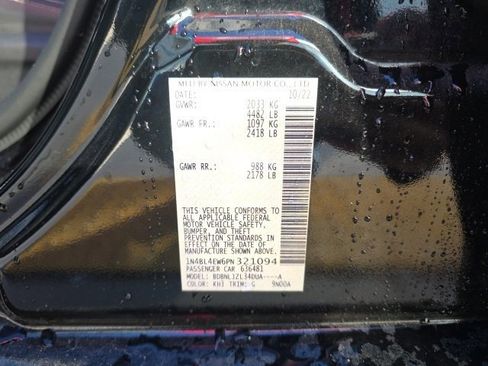 MFD BY NISSAN MOTOR CO., LTD.
DATE: 10/22
GVWR: 2033 KG
4482 LB
GAWR FR.: 1097 KG
2418 LB
GAWR RR.: 988 KG
2178 LB
THIS VEHICLE CONFORMS TO
ALL APPLICABLE FEDERAL
MOTOR VEHICLE SAFETY,
BUMPER, AND THEFT
PREVENTION STANDARDS
IN EFFECT ON THE DATE OF
MANUFACTURE SHOWN ABOVE.
1N4BL4EW6PN321094
PASSENGER CAR 636481
MODEL: BDBNL3ZL34DUA----A
COLOR: KH3 TRIM: G 9N00A